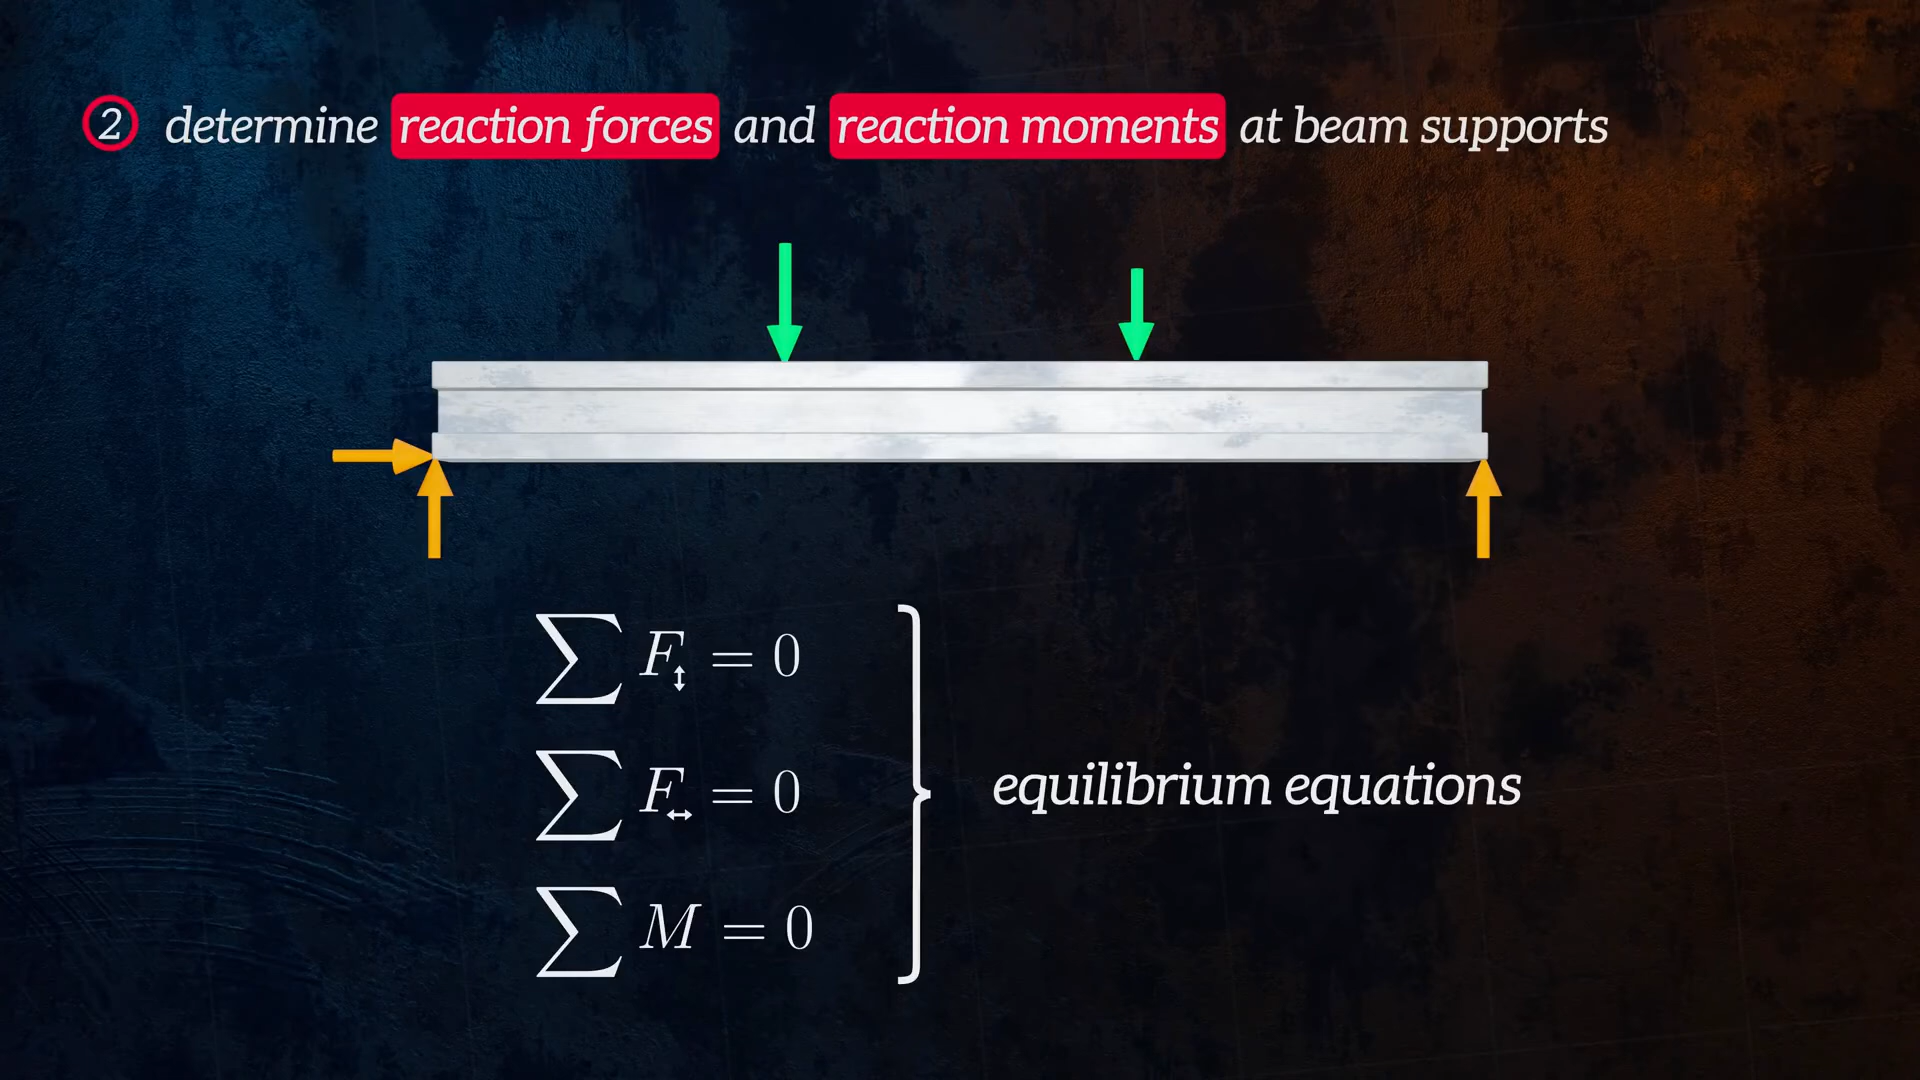 2 determine reaction forces and reaction moments at beam supports
∑ F↕ = 0
∑ F↔ = 0
equilibrium equations
∑ M = 0